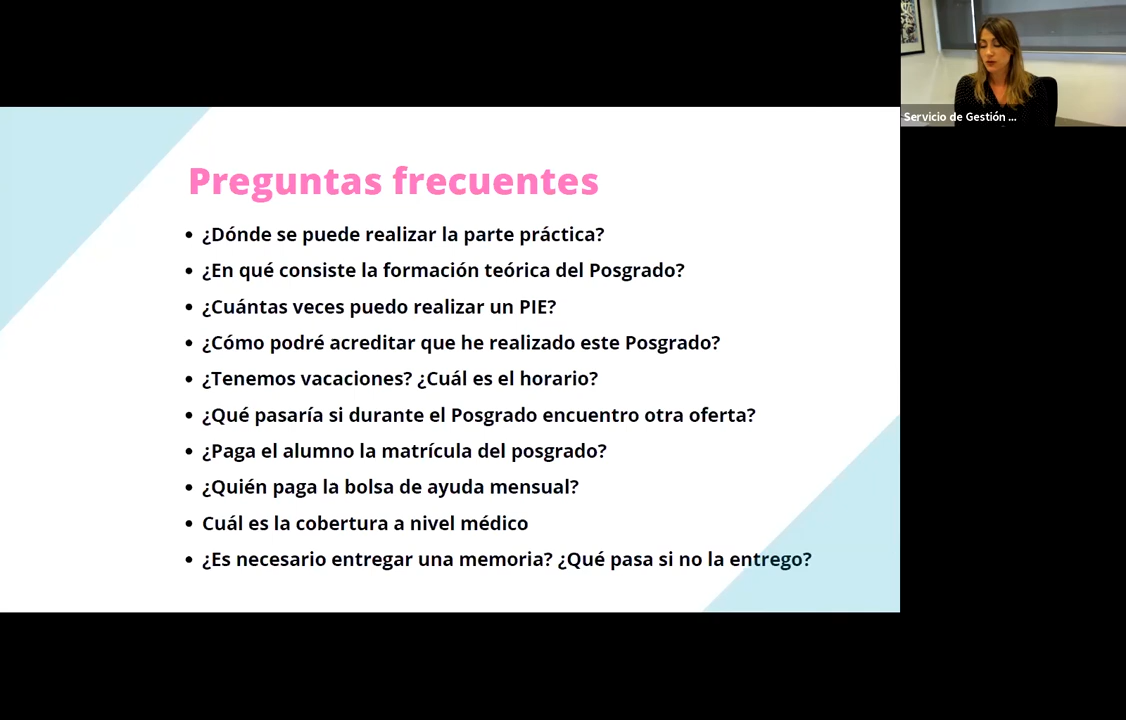 Servicio de Gestión ...
Preguntas frecuentes
• ¿Dónde se puede realizar la parte práctica?
• ¿En qué consiste la formación teórica del Posgrado?
• ¿Cuántas veces puedo realizar un PIE?
• ¿Cómo podré acreditar que he realizado este Posgrado?
• ¿Tenemos vacaciones? ¿Cuál es el horario?
• ¿Qué pasaría si durante el Posgrado encuentro otra oferta?
• ¿Paga el alumno la matrícula del posgrado?
• ¿Quién paga la bolsa de ayuda mensual?
• Cuál es la cobertura a nivel médico
• ¿Es necesario entregar una memoria? ¿Qué pasa si no la entrego?